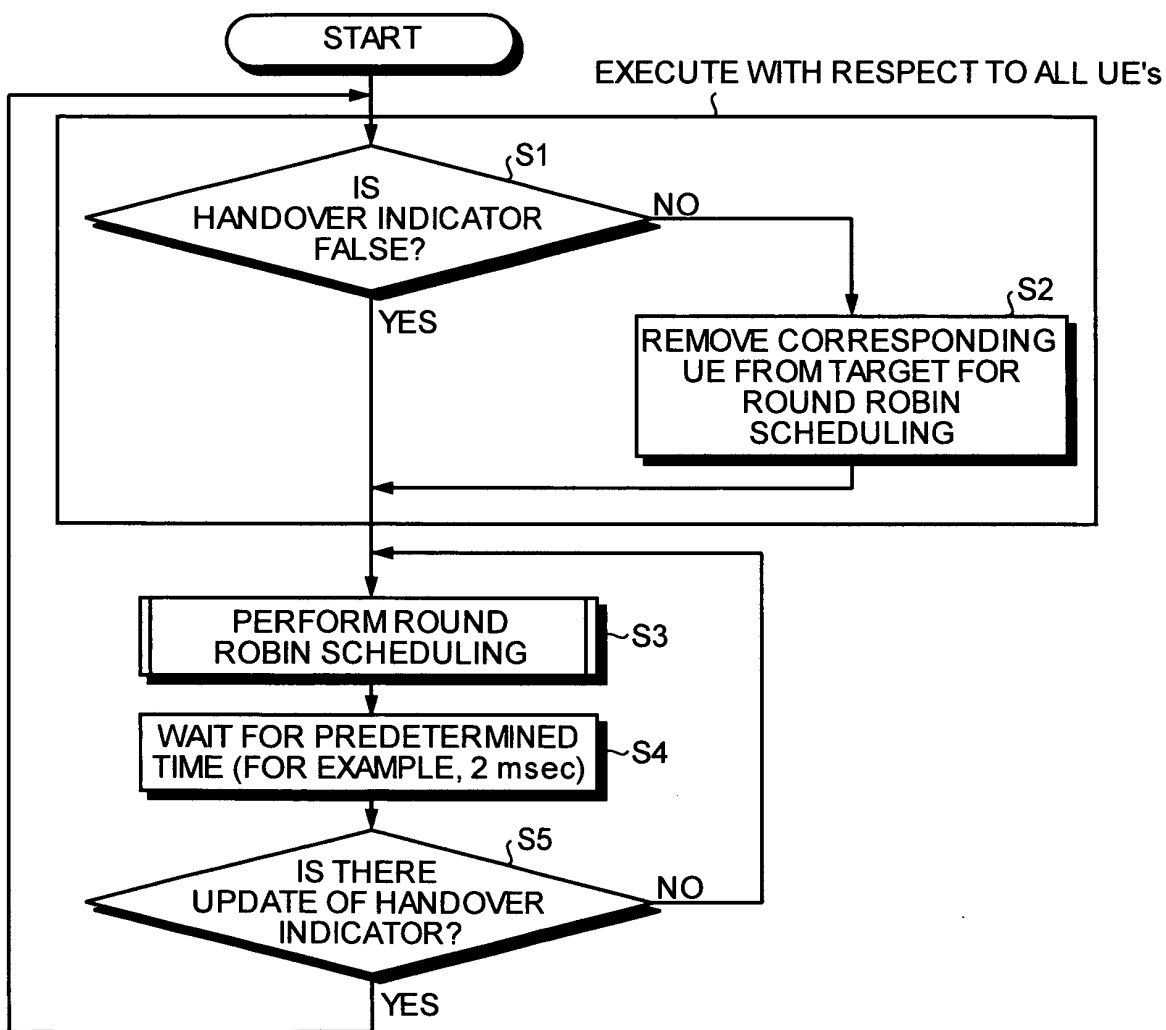 START
EXECUTE WITH RESPECT TO ALL UE's
S1
IS
HANDOVER INDICATOR
FALSE?
NO
YES
S2
REMOVE CORRESPONDING
UE FROM TARGET FOR
ROUND ROBIN
SCHEDULING
PERFORM ROUND
ROBIN SCHEDULING
S3
WAIT FOR PREDETERMINED
TIME (FOR EXAMPLE, 2 msec)
S4
S5
IS THERE
UPDATE OF HANDOVER
INDICATOR?
NO
YES